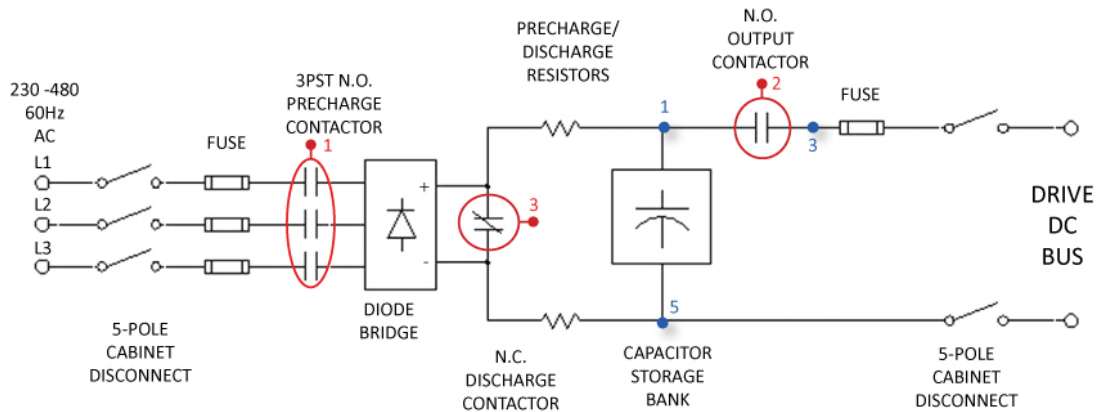 230 -480
60Hz
AC
L1
L2
L3
5-POLE
CABINET
DISCONNECT
FUSE
3PST N.O.
PRECHARGE
CONTACTOR
1
+
-
DIODE
BRIDGE
3
N.C.
DISCHARGE
CONTACTOR
PRECHARGE/
DISCHARGE
RESISTORS
1
5
CAPACITOR
STORAGE
BANK
N.O.
OUTPUT
CONTACTOR
2
3
FUSE
DRIVE
DC
BUS
5-POLE
CABINET
DISCONNECT